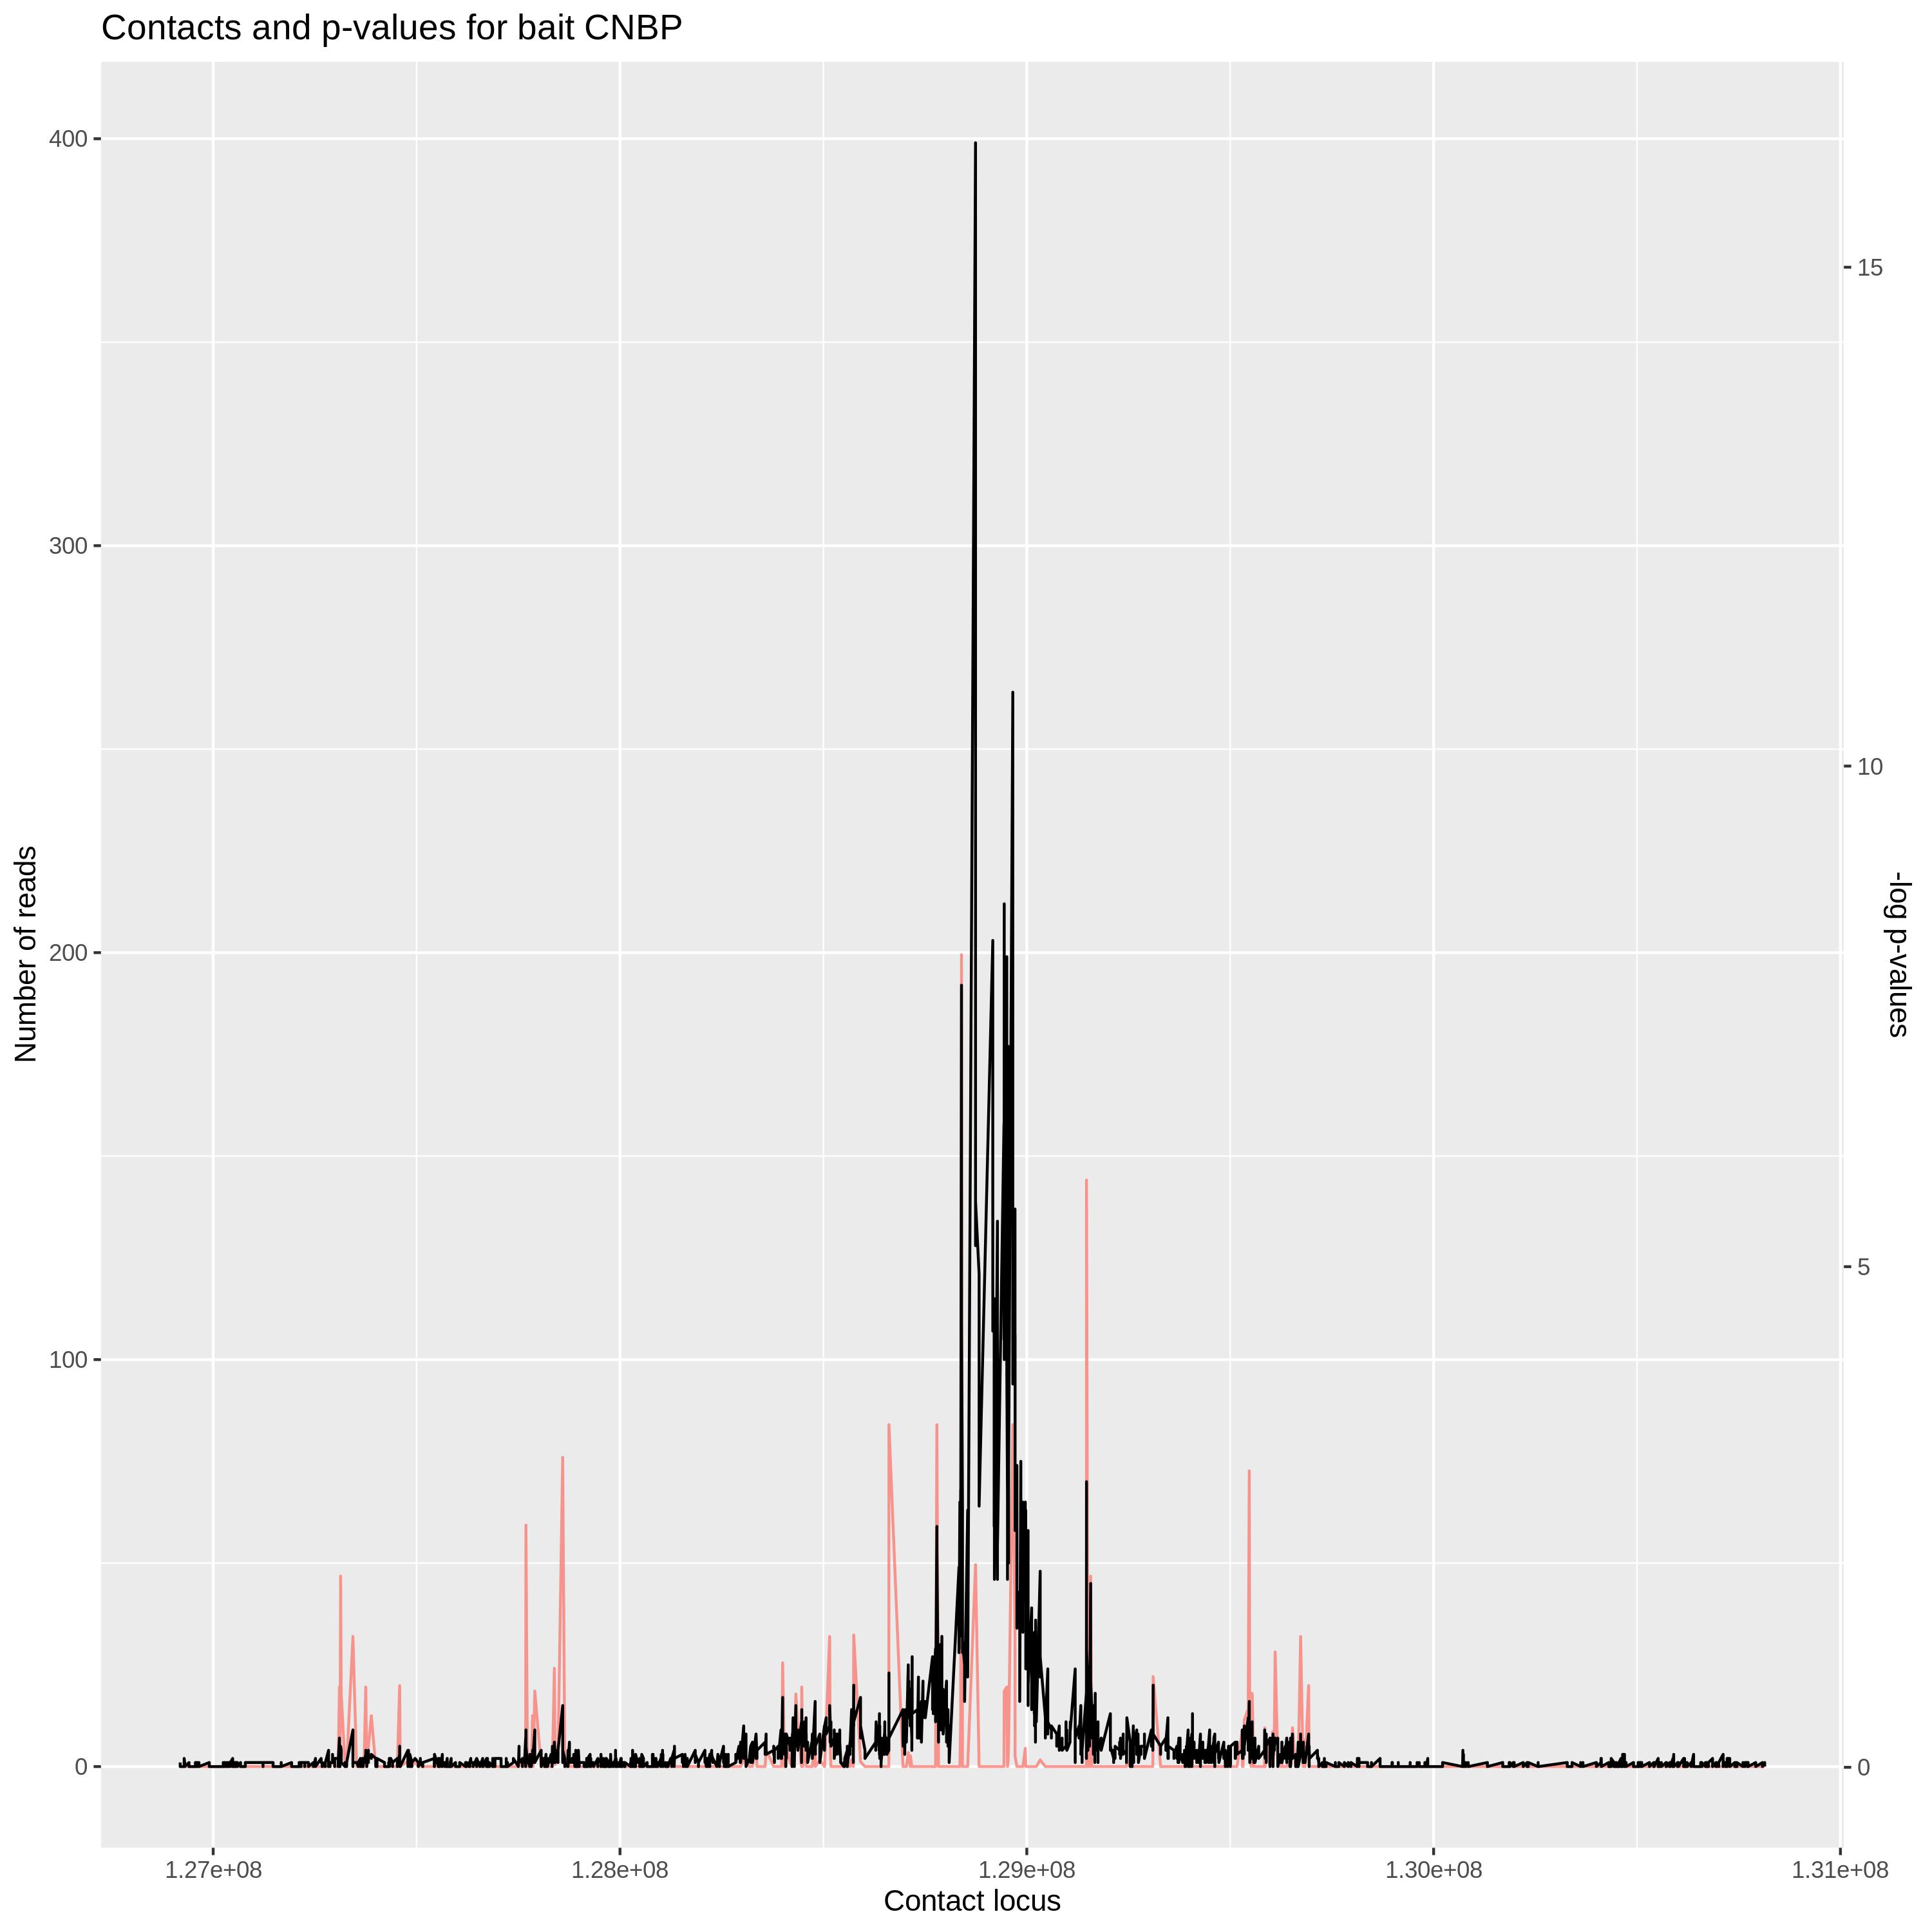 Contacts and p-values for bait CNBP
400
300
200
100
0
Number of reads
15
10
5
0
-log p-values
1.27e+08
1.28e+08
1.29e+08
1.30e+08
1.31e+08
Contact locus